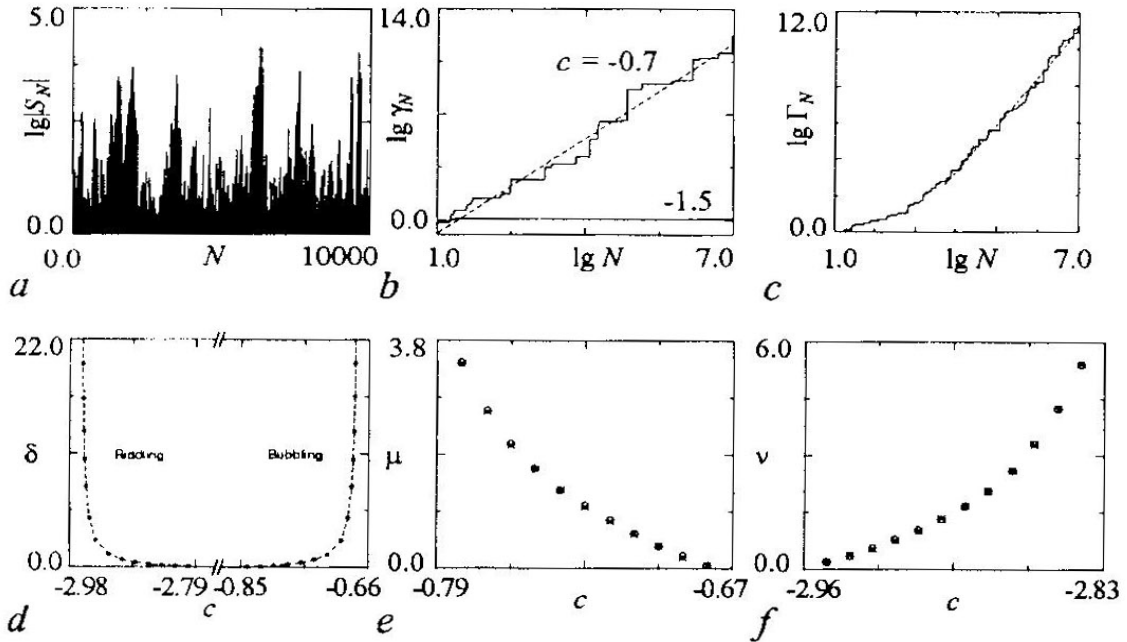 5.0
lg|S_N|
0.0
0.0 N 10000
a
14.0
lg γ_N
c = -0.7
-1.5
0.0
1.0 lg N 7.0
b
12.0
lg Γ_N
0.0
1.0 lg N 7.0
c
22.0
δ
Riddling Bubbling
0.0
-2.98 -2.79 -0.85 -0.66
c
d
3.8
μ
0.0
-0.79 c -0.67
e
6.0
ν
0.0
-2.96 c -2.83
f